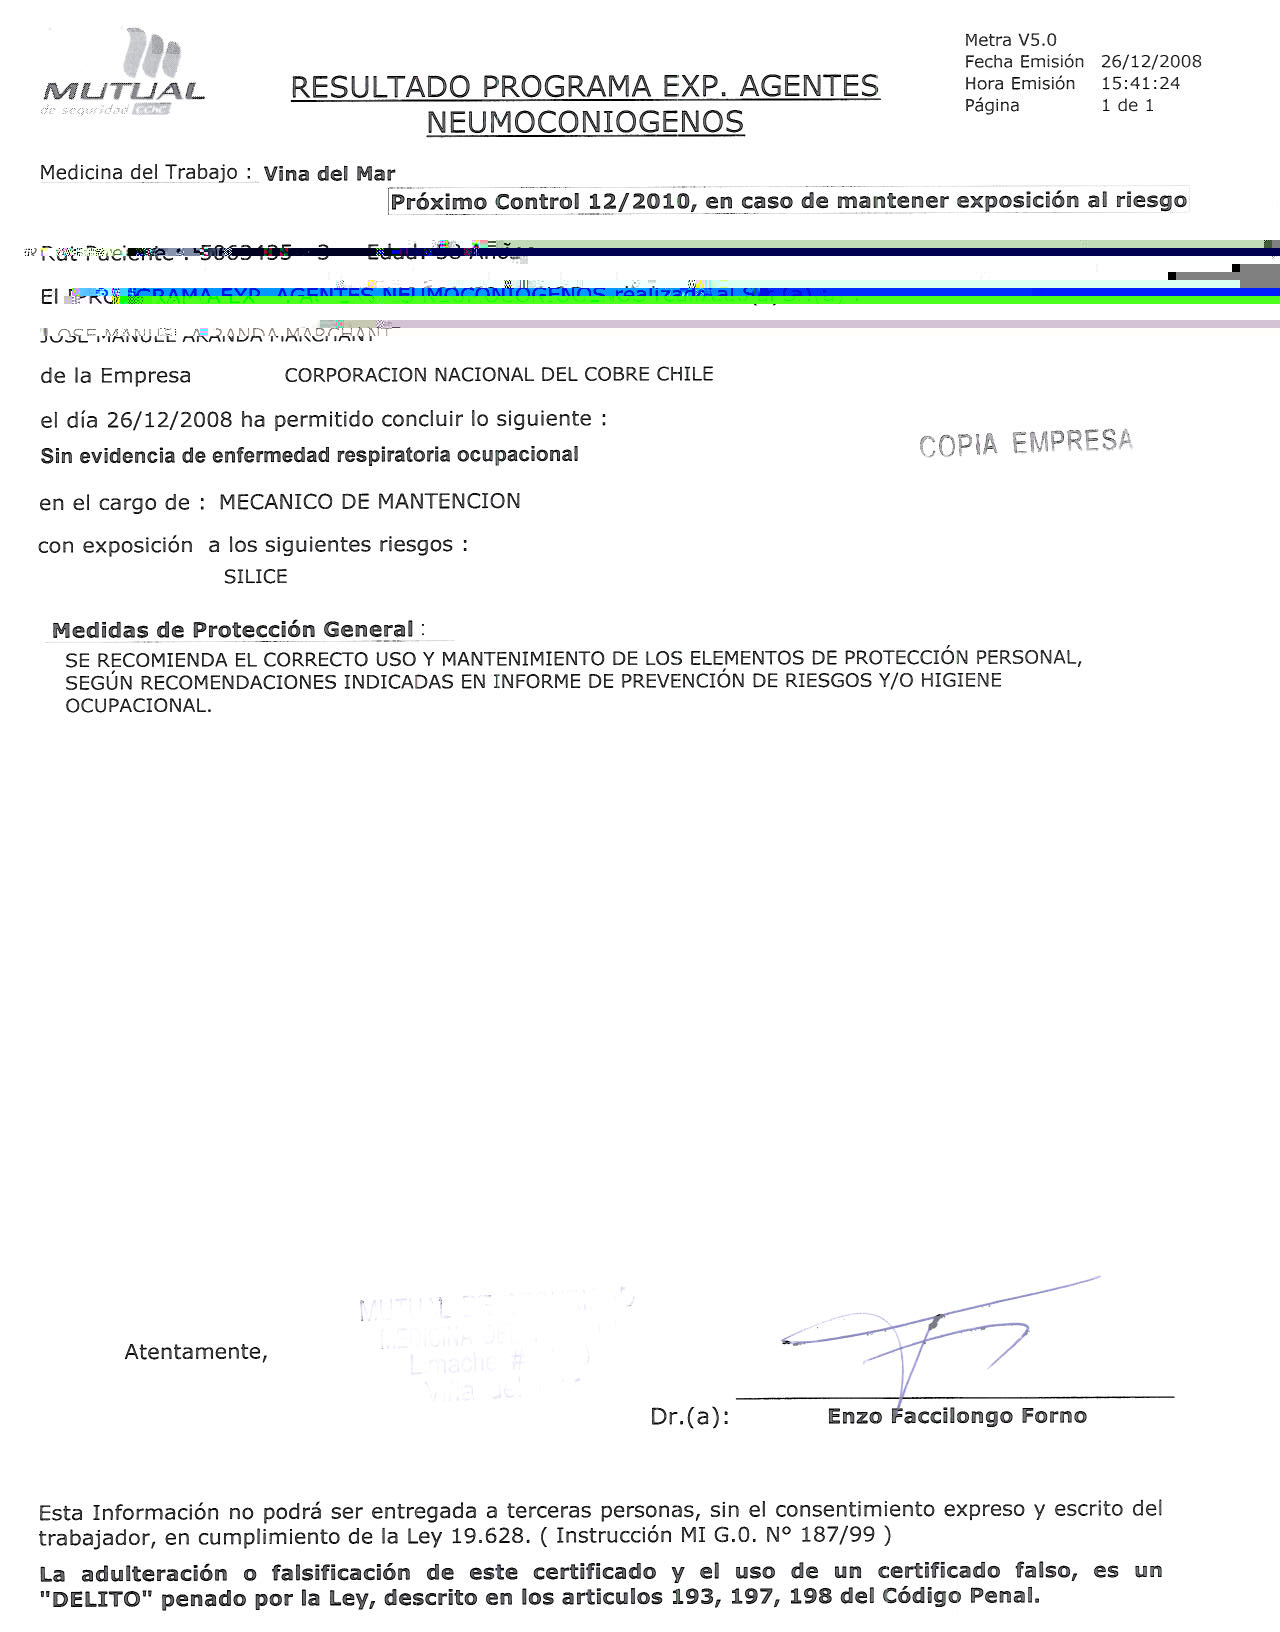 MUTUAL
de seguridad CChC
Metra V5.0
Fecha Emisión 26/12/2008
Hora Emisión 15:41:24
Página 1 de 1
RESULTADO PROGRAMA EXP. AGENTES
NEUMOCONIOGENOS
Medicina del Trabajo : Vina del Mar
Próximo Control 12/2010, en caso de mantener exposición al riesgo
Rut Paciente : Edad: Años
El PROGRAMA EXP. AGENTES NEUMOCONIOGENOS realizado al Sr(a)
JOSE MANUEL ARANDA MARCHANT
de la Empresa CORPORACION NACIONAL DEL COBRE CHILE
el día 26/12/2008 ha permitido concluir lo siguiente :
COPIA EMPRESA
Sin evidencia de enfermedad respiratoria ocupacional
en el cargo de : MECANICO DE MANTENCION
con exposición a los siguientes riesgos :
SILICE
Medidas de Protección General :
SE RECOMIENDA EL CORRECTO USO Y MANTENIMIENTO DE LOS ELEMENTOS DE PROTECCIÓN PERSONAL,
SEGÚN RECOMENDACIONES INDICADAS EN INFORME DE PREVENCIÓN DE RIESGOS Y/O HIGIENE
OCUPACIONAL.
MUTUAL DE
MEDICINA DEL
Limache #
Viña del
Atentamente,
Dr.(a): Enzo Faccilongo Forno
Esta Información no podrá ser entregada a terceras personas, sin el consentimiento expreso y escrito del
trabajador, en cumplimiento de la Ley 19.628. ( Instrucción MI G.0. N° 187/99 )
La adulteración o falsificación de este certificado y el uso de un certificado falso, es un
"DELITO" penado por la Ley, descrito en los articulos 193, 197, 198 del Código Penal.